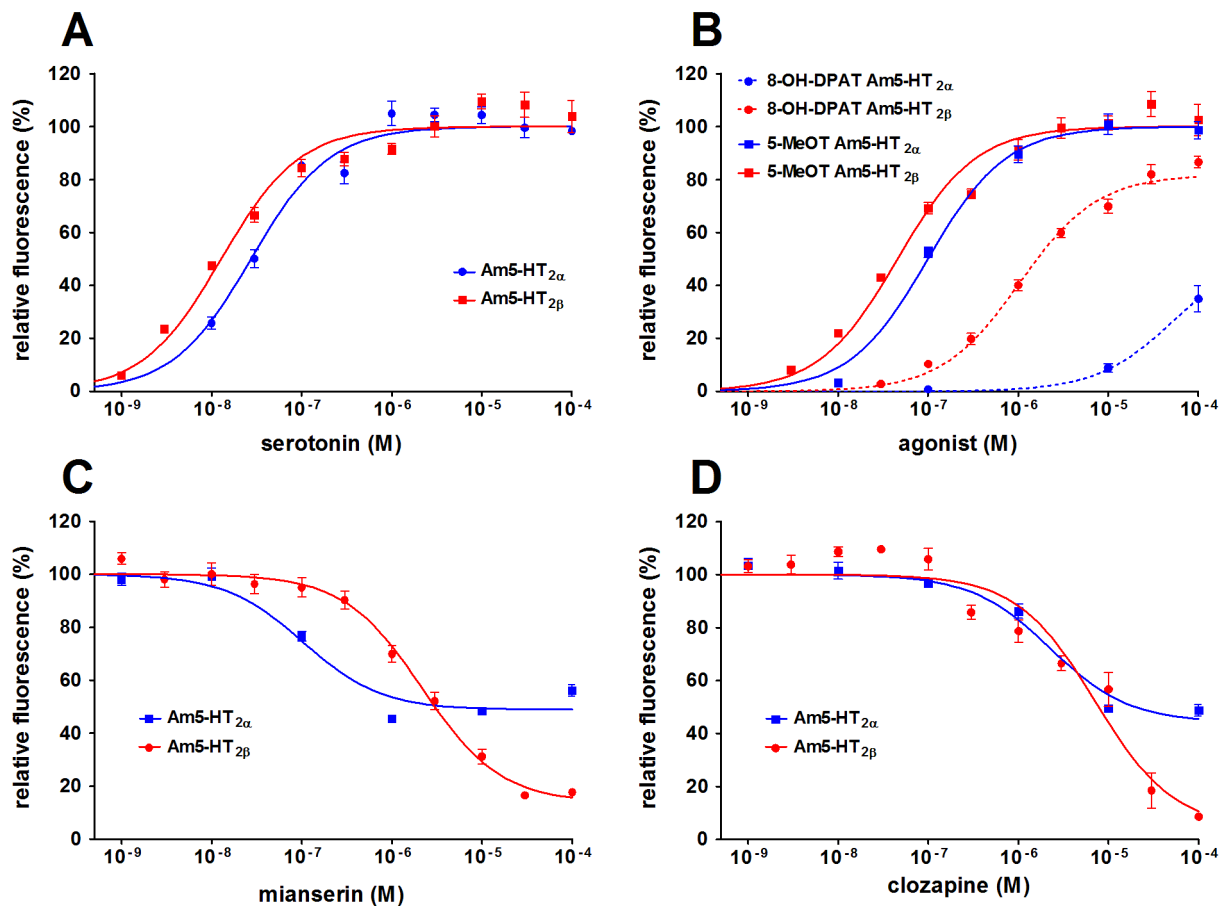 A
relative fluorescence (%)
120
100
80
60
40
20
0
Am5-HT2α
Am5-HT2β
10⁻⁹ 10⁻⁸ 10⁻⁷ 10⁻⁶ 10⁻⁵ 10⁻⁴
serotonin (M)
B
relative fluorescence (%)
120
100
80
60
40
20
0
8-OH-DPAT Am5-HT2α
8-OH-DPAT Am5-HT2β
5-MeOT Am5-HT2α
5-MeOT Am5-HT2β
10⁻⁹ 10⁻⁸ 10⁻⁷ 10⁻⁶ 10⁻⁵ 10⁻⁴
agonist (M)
C
relative fluorescence (%)
120
100
80
60
40
20
0
Am5-HT2α
Am5-HT2β
10⁻⁹ 10⁻⁸ 10⁻⁷ 10⁻⁶ 10⁻⁵ 10⁻⁴
mianserin (M)
D
relative fluorescence (%)
120
100
80
60
40
20
0
Am5-HT2α
Am5-HT2β
10⁻⁹ 10⁻⁸ 10⁻⁷ 10⁻⁶ 10⁻⁵ 10⁻⁴
clozapine (M)